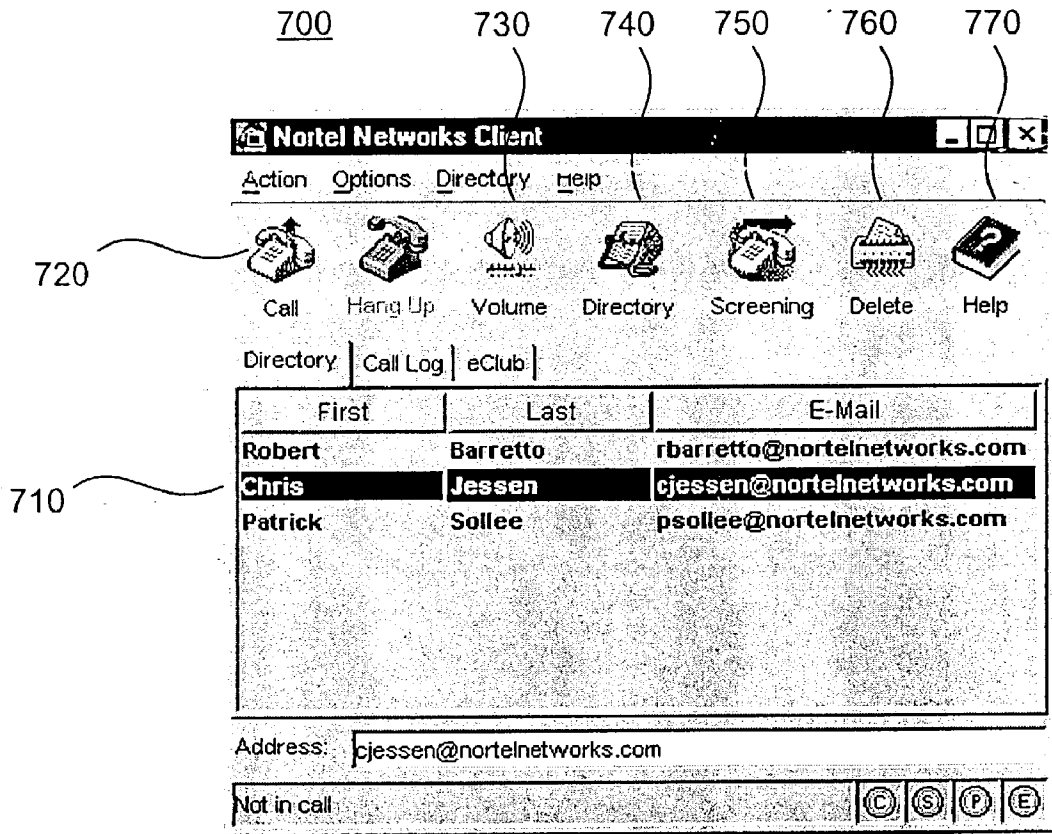 700 730 740 750 760 770
Nortel Networks Client
Action Options Directory Help
720
Call Hang Up Volume Directory Screening Delete Help
Directory Call Log eClub
First Last E-Mail
Robert Barretto rbarretto@nortelnetworks.com
710
Chris Jessen cjessen@nortelnetworks.com
Patrick Sollee psollee@nortelnetworks.com
Address: cjessen@nortelnetworks.com
Not in call C S P E